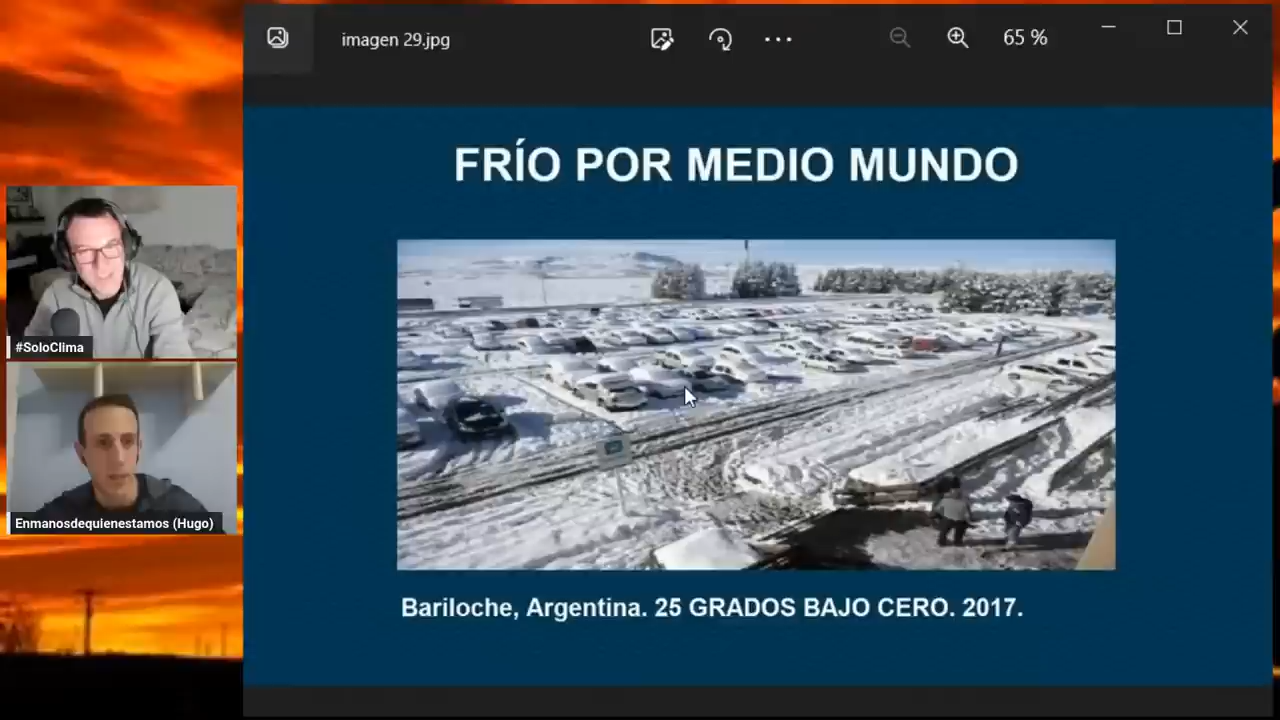 imagen 29.jpg
65 %
FRÍO POR MEDIO MUNDO
#SoloClima
Enmanosdequienestamos (Hugo)
Bariloche, Argentina. 25 GRADOS BAJO CERO. 2017.